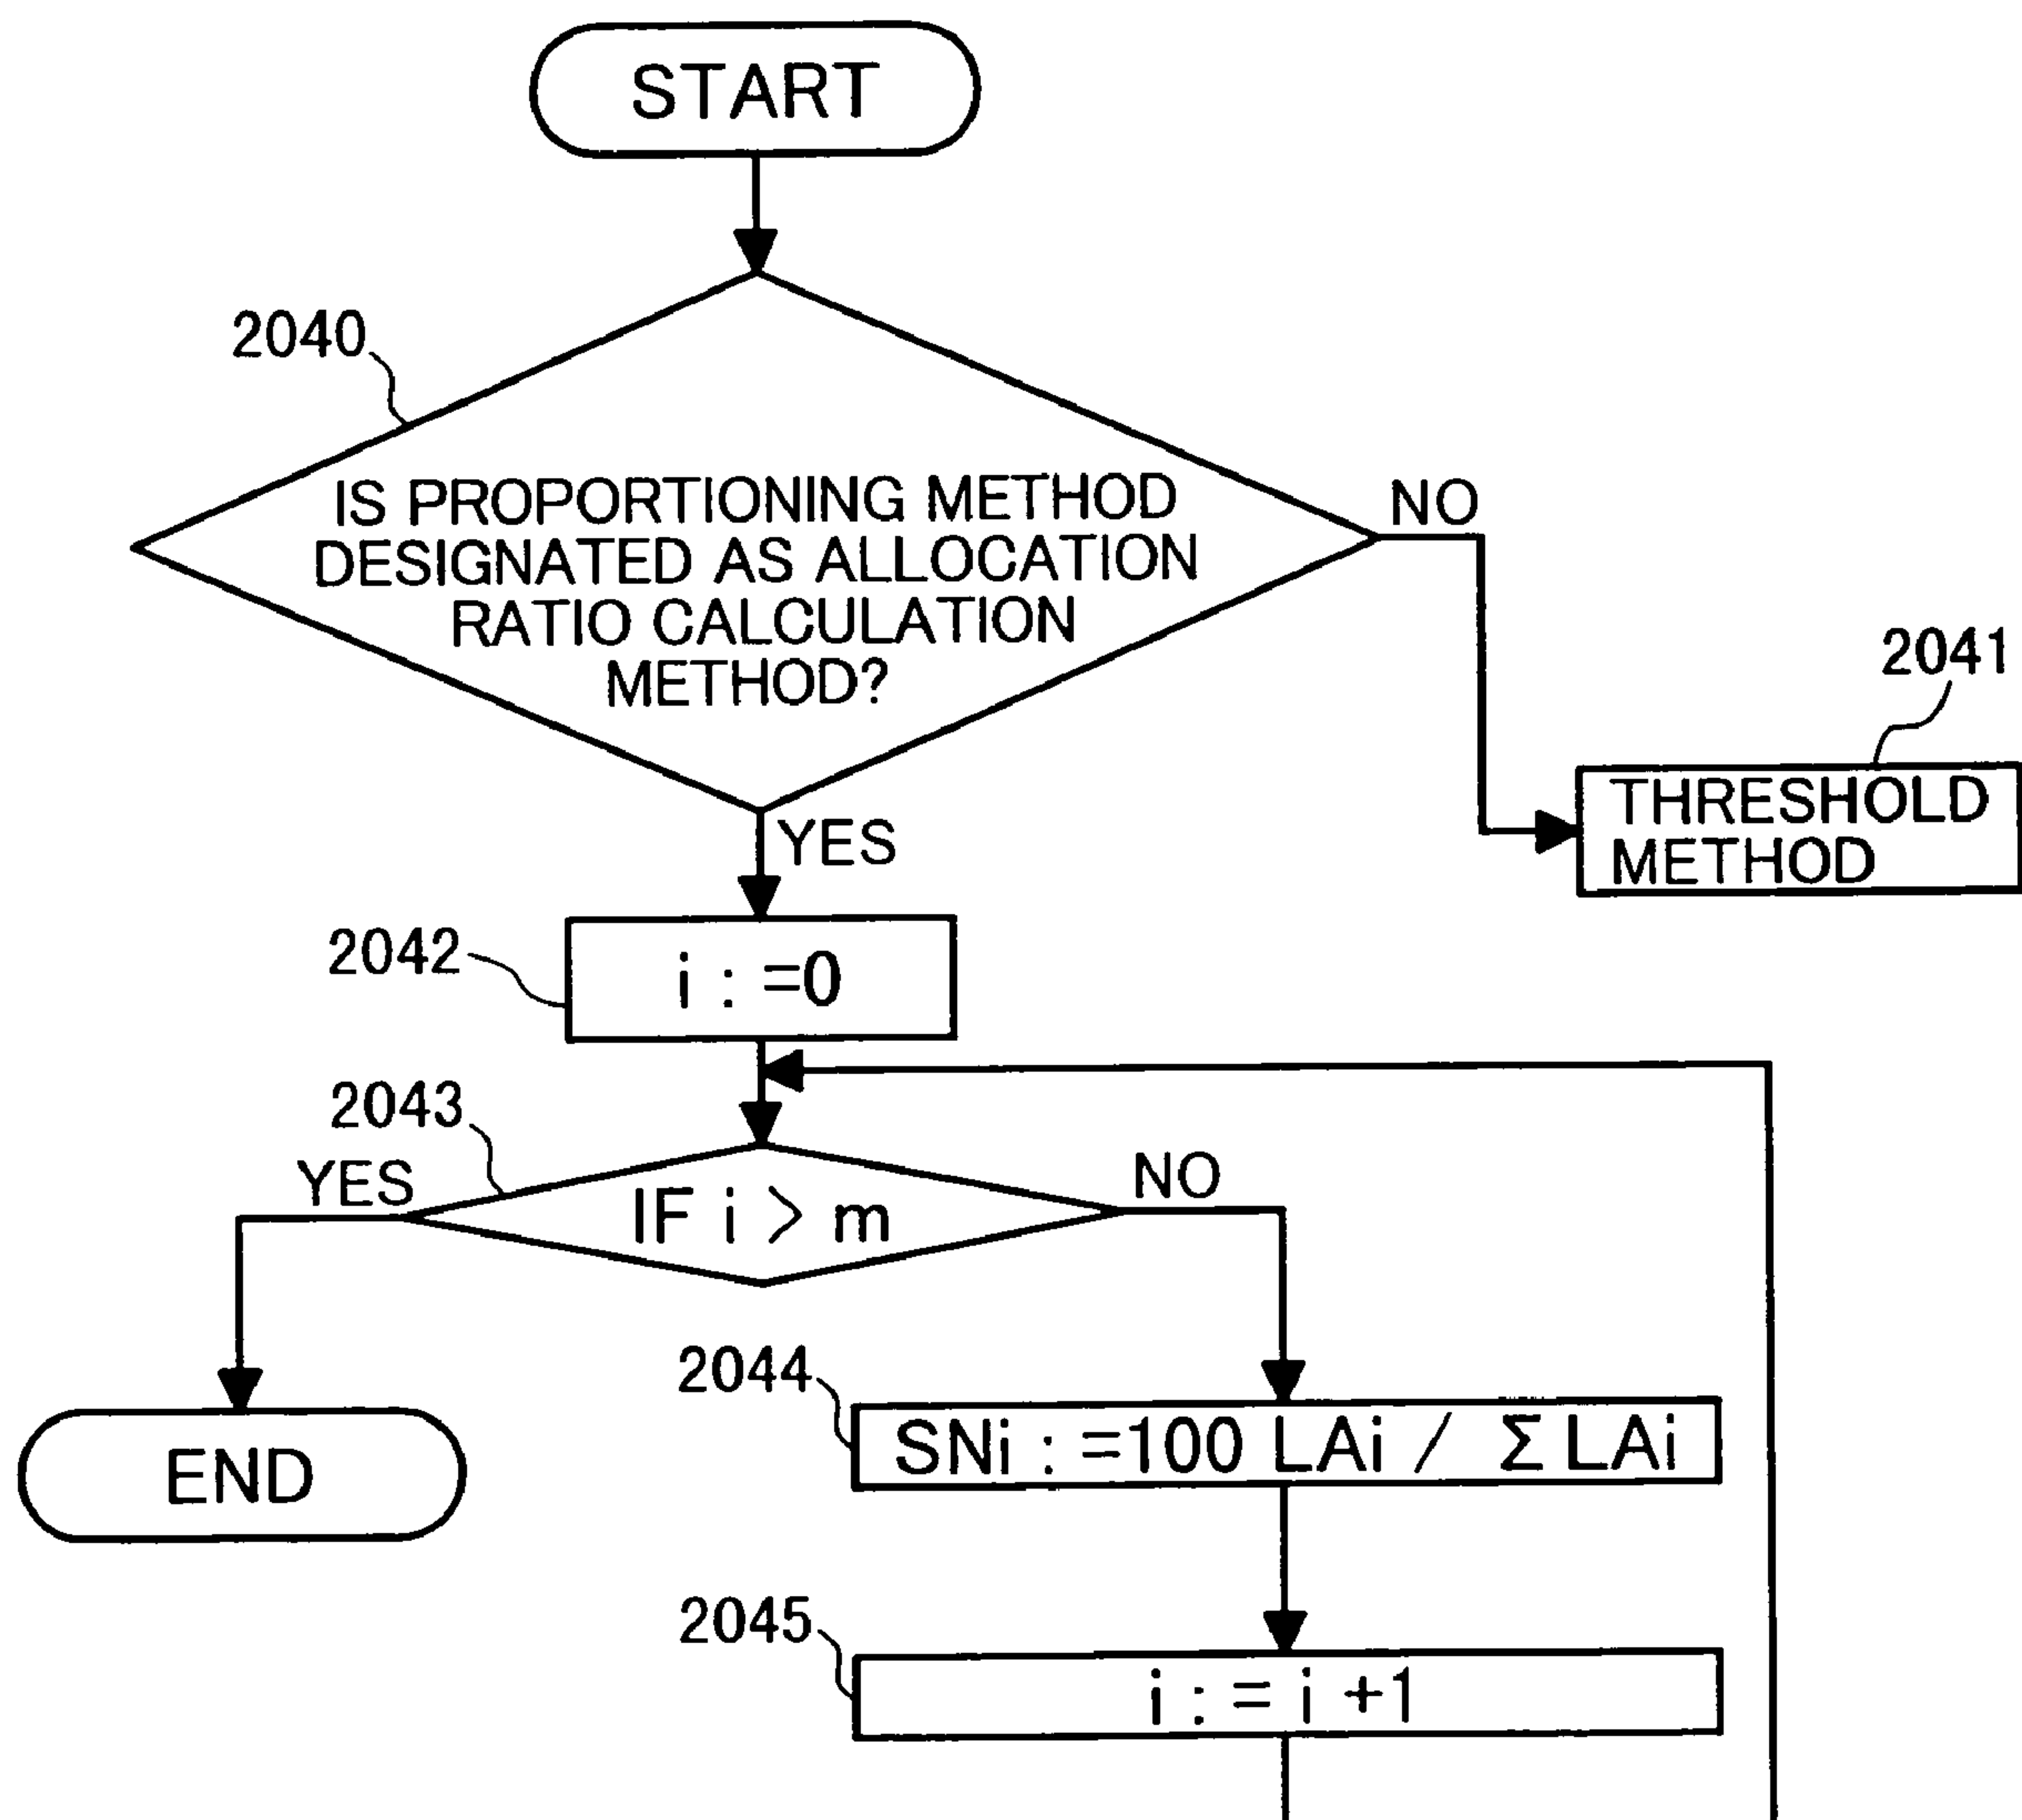 START
2040
IS PROPORTIONING METHOD
DESIGNATED AS ALLOCATION
RATIO CALCULATION
METHOD?
NO
2041
THRESHOLD
METHOD
YES
2042
i : =0
2043
YES
IF i > m
NO
END
2044
SNi : =100 LAi / Σ LAi
2045
i : = i +1